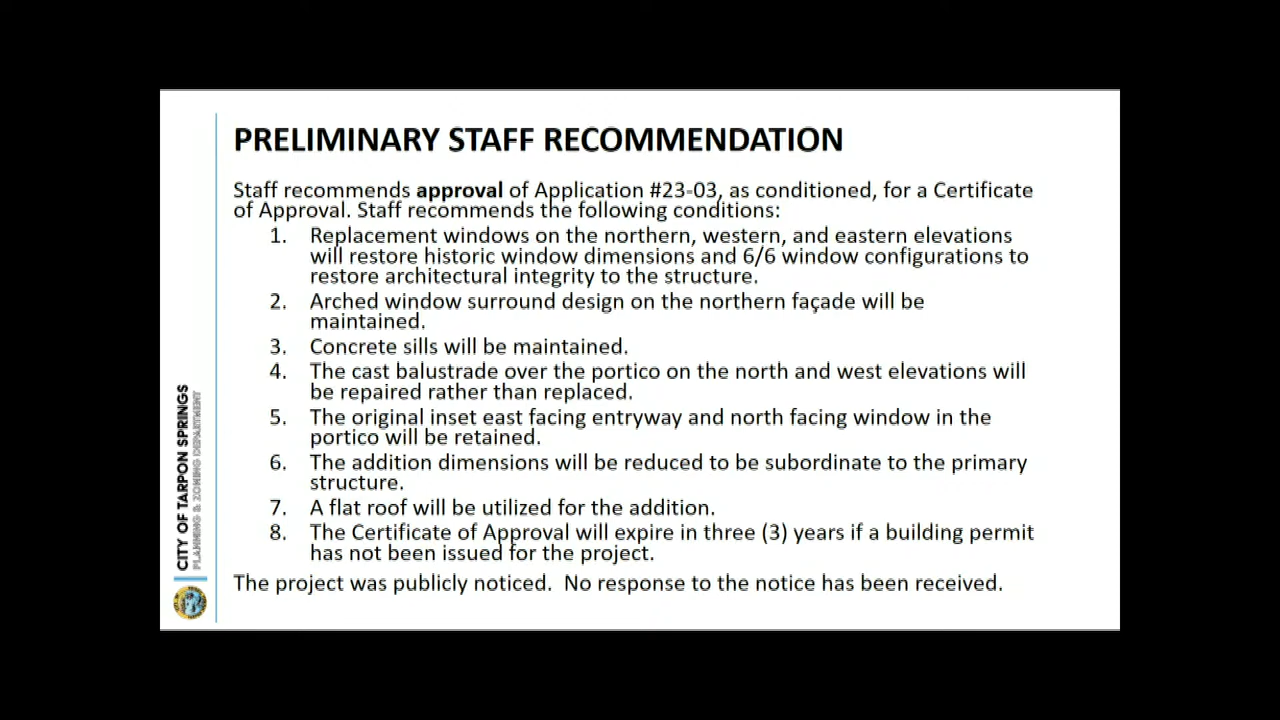 PRELIMINARY STAFF RECOMMENDATION
Staff recommends approval of Application #23-03, as conditioned, for a Certificate
of Approval. Staff recommends the following conditions:
1. Replacement windows on the northern, western, and eastern elevations
will restore historic window dimensions and 6/6 window configurations to
restore architectural integrity to the structure.
2. Arched window surround design on the northern façade will be
maintained.
3. Concrete sills will be maintained.
4. The cast balustrade over the portico on the north and west elevations will
be repaired rather than replaced.
5. The original inset east facing entryway and north facing window in the
portico will be retained.
6. The addition dimensions will be reduced to be subordinate to the primary
structure.
7. A flat roof will be utilized for the addition.
8. The Certificate of Approval will expire in three (3) years if a building permit
has not been issued for the project.
The project was publicly noticed. No response to the notice has been received.
CITY OF TARPON SPRINGS
PLANNING & ZONING DEPARTMENT